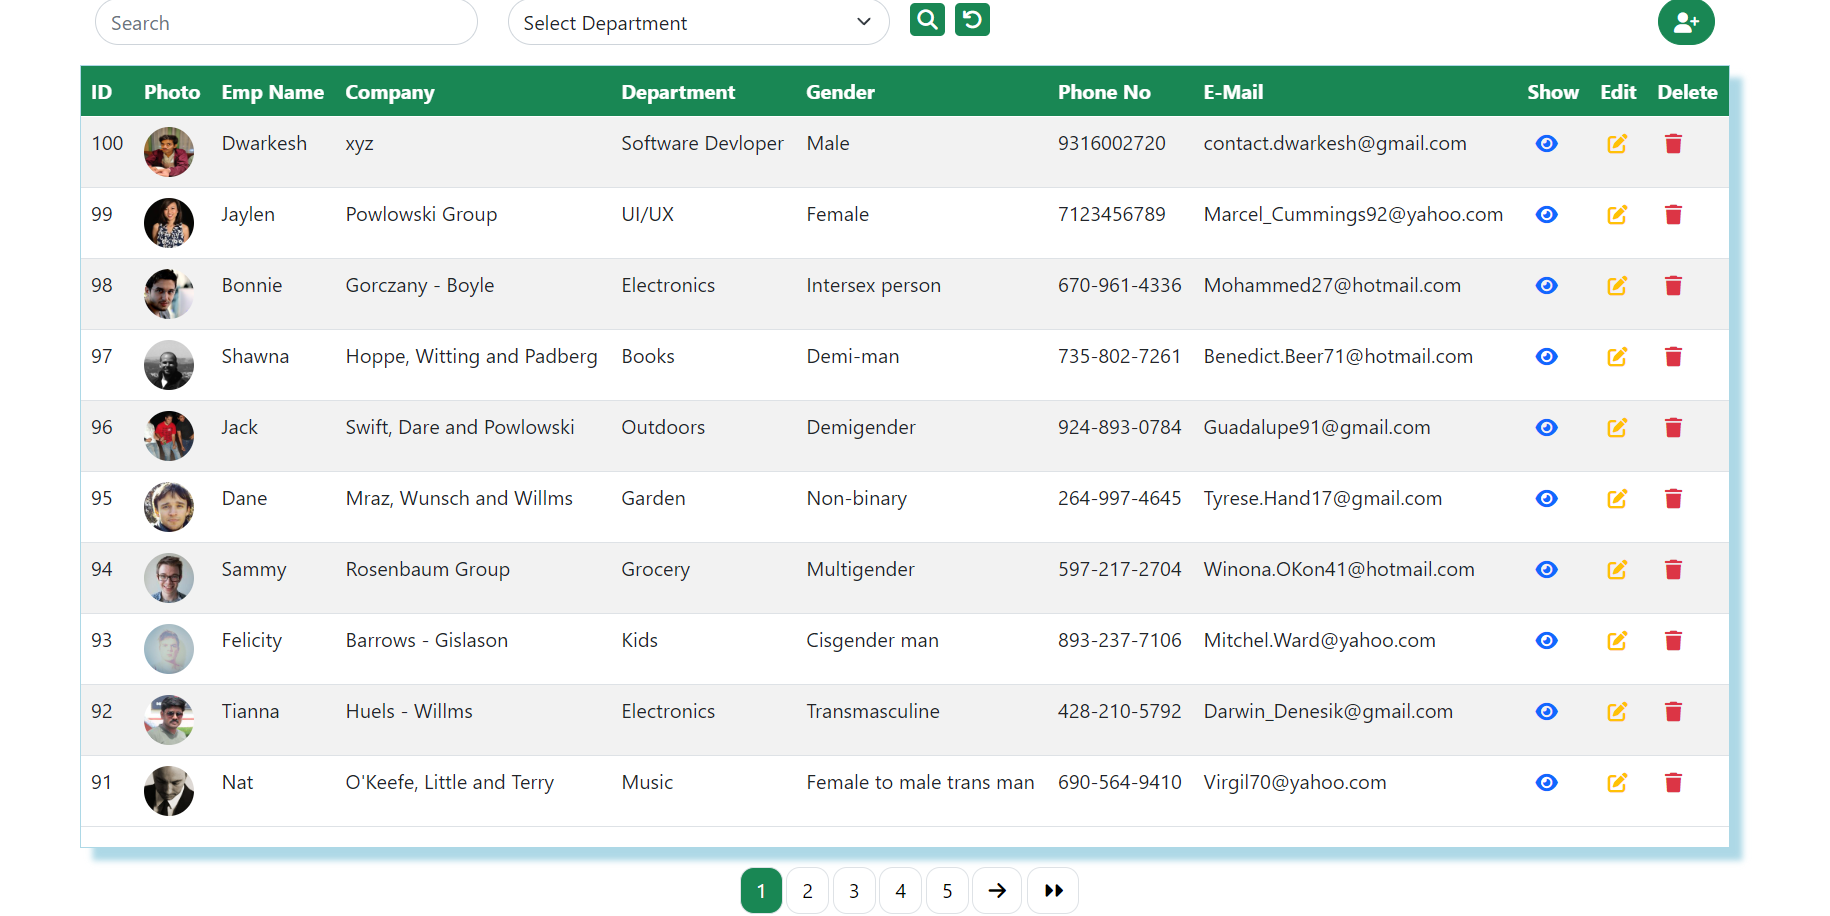 Search Select Department
ID Photo Emp Name Company Department Gender Phone No E-Mail Show Edit Delete
100 Dwarkesh xyz Software Devloper Male 9316002720 contact.dwarkesh@gmail.com
99 Jaylen Powlowski Group UI/UX Female 7123456789 Marcel_Cummings92@yahoo.com
98 Bonnie Gorczany - Boyle Electronics Intersex person 670-961-4336 Mohammed27@hotmail.com
97 Shawna Hoppe, Witting and Padberg Books Demi-man 735-802-7261 Benedict.Beer71@hotmail.com
96 Jack Swift, Dare and Powlowski Outdoors Demigender 924-893-0784 Guadalupe91@gmail.com
95 Dane Mraz, Wunsch and Willms Garden Non-binary 264-997-4645 Tyrese.Hand17@gmail.com
94 Sammy Rosenbaum Group Grocery Multigender 597-217-2704 Winona.OKon41@hotmail.com
93 Felicity Barrows - Gislason Kids Cisgender man 893-237-7106 Mitchel.Ward@yahoo.com
92 Tianna Huels - Willms Electronics Transmasculine 428-210-5792 Darwin_Denesik@gmail.com
91 Nat O'Keefe, Little and Terry Music Female to male trans man 690-564-9410 Virgil70@yahoo.com
1 2 3 4 5